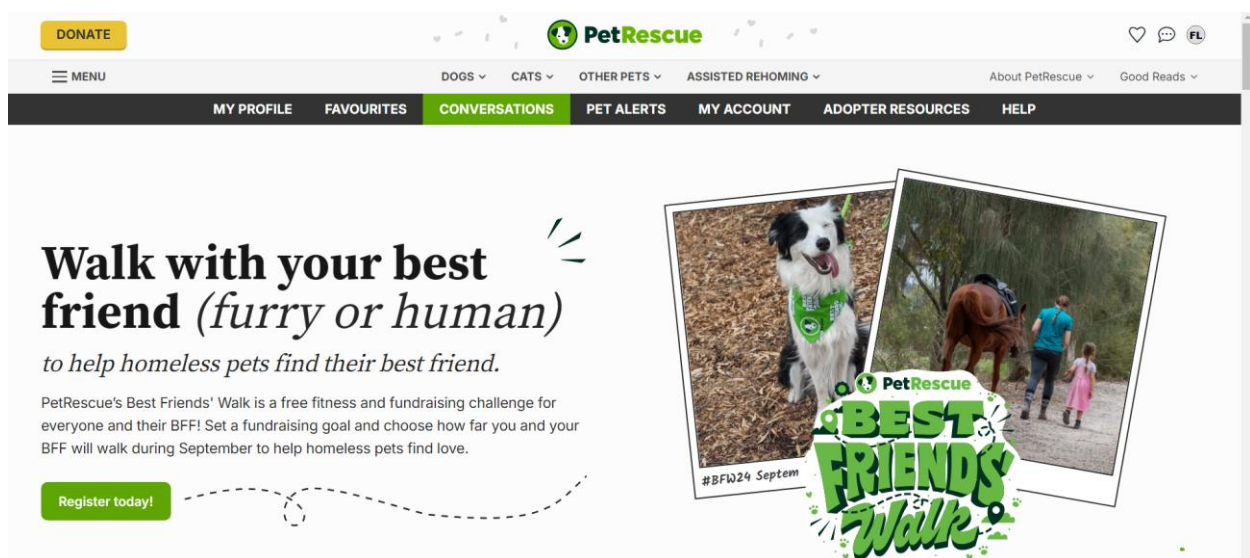 DONATE
PetRescue
FL
MENU
DOGS
CATS
OTHER PETS
ASSISTED REHOMING
About PetRescue
Good Reads
MY PROFILE
FAVOURITES
CONVERSATIONS
PET ALERTS
MY ACCOUNT
ADOPTER RESOURCES
HELP
Walk with your best
friend (furry or human)
to help homeless pets find their best friend.
PetRescue's Best Friends' Walk is a free fitness and fundraising challenge for
everyone and their BFF! Set a fundraising goal and choose how far you and your
BFF will walk during September to help homeless pets find love.
Register today!
#BFW24 Septem
PetRescue
BEST
FRIENDS
Walk